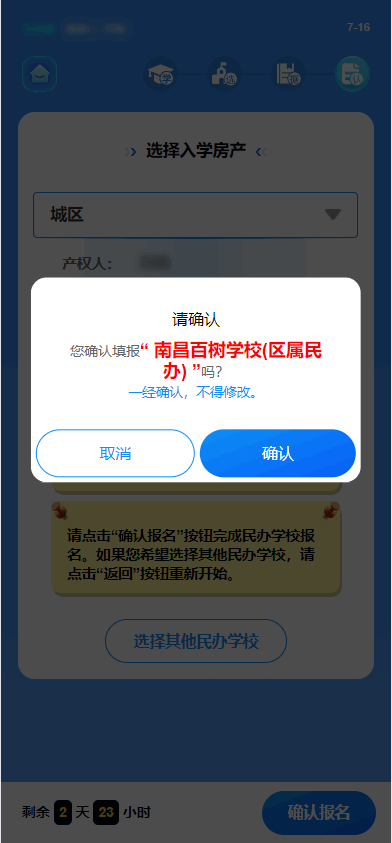 7-16
学
认
选择入学房产
城区
产权人：
请确认
您确认填报“ 南昌百树学校(区属民
办) ”吗？
一经确认，不得修改。
取消
确认
请点击“确认报名”按钮完成民办学校报
名。如果您希望选择其他民办学校，请
点击“返回”按钮重新开始。
选择其他民办学校
剩余 2 天 23 小时
确认报名